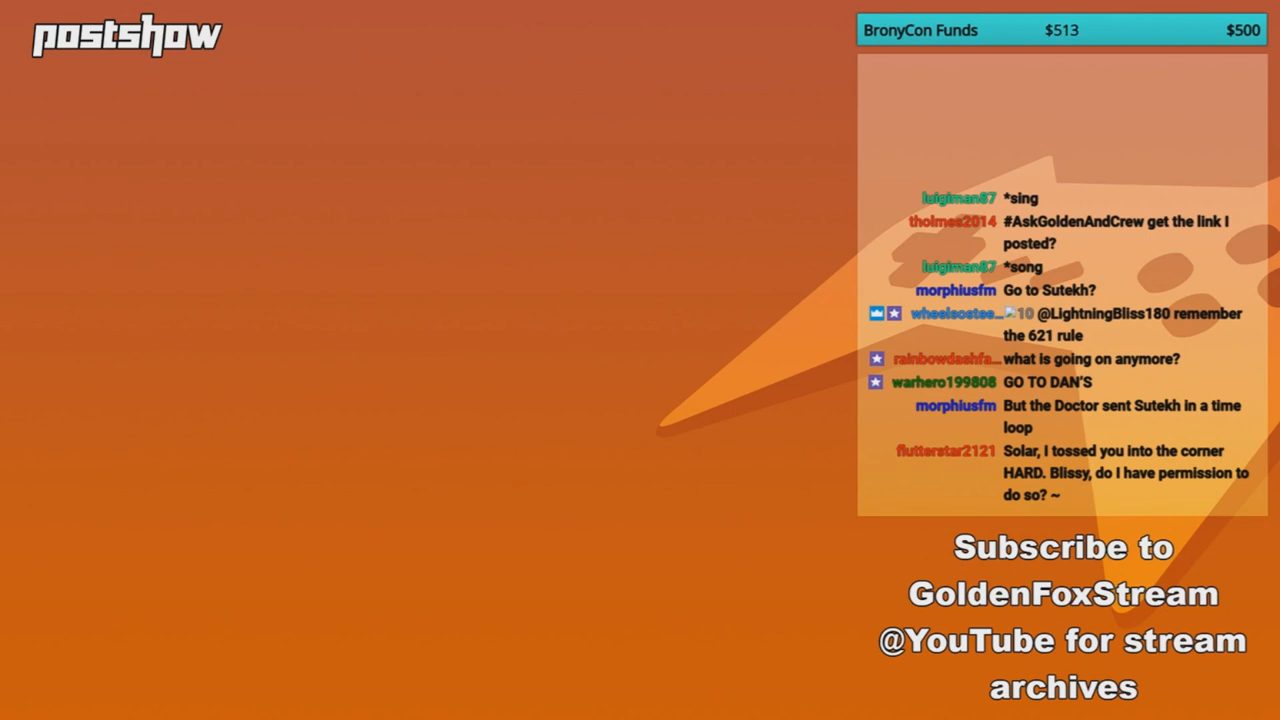 postshow
BronyCon Funds $513 $500
luigiman87 *sing
tholmes2014 #AskGoldenAndCrew get the link I
posted?
luigiman87 *song
morphiusfm Go to Sutekh?
wheelsostee... 10 @LightningBliss180 remember
the 621 rule
rainbowdashfa... what is going on anymore?
warhero199808 GO TO DAN'S
morphiusfm But the Doctor sent Sutekh in a time
loop
flutterstar2121 Solar, I tossed you into the corner
HARD. Blissy, do I have permission to
do so? ~
Subscribe to
GoldenFoxStream
@YouTube for stream
archives